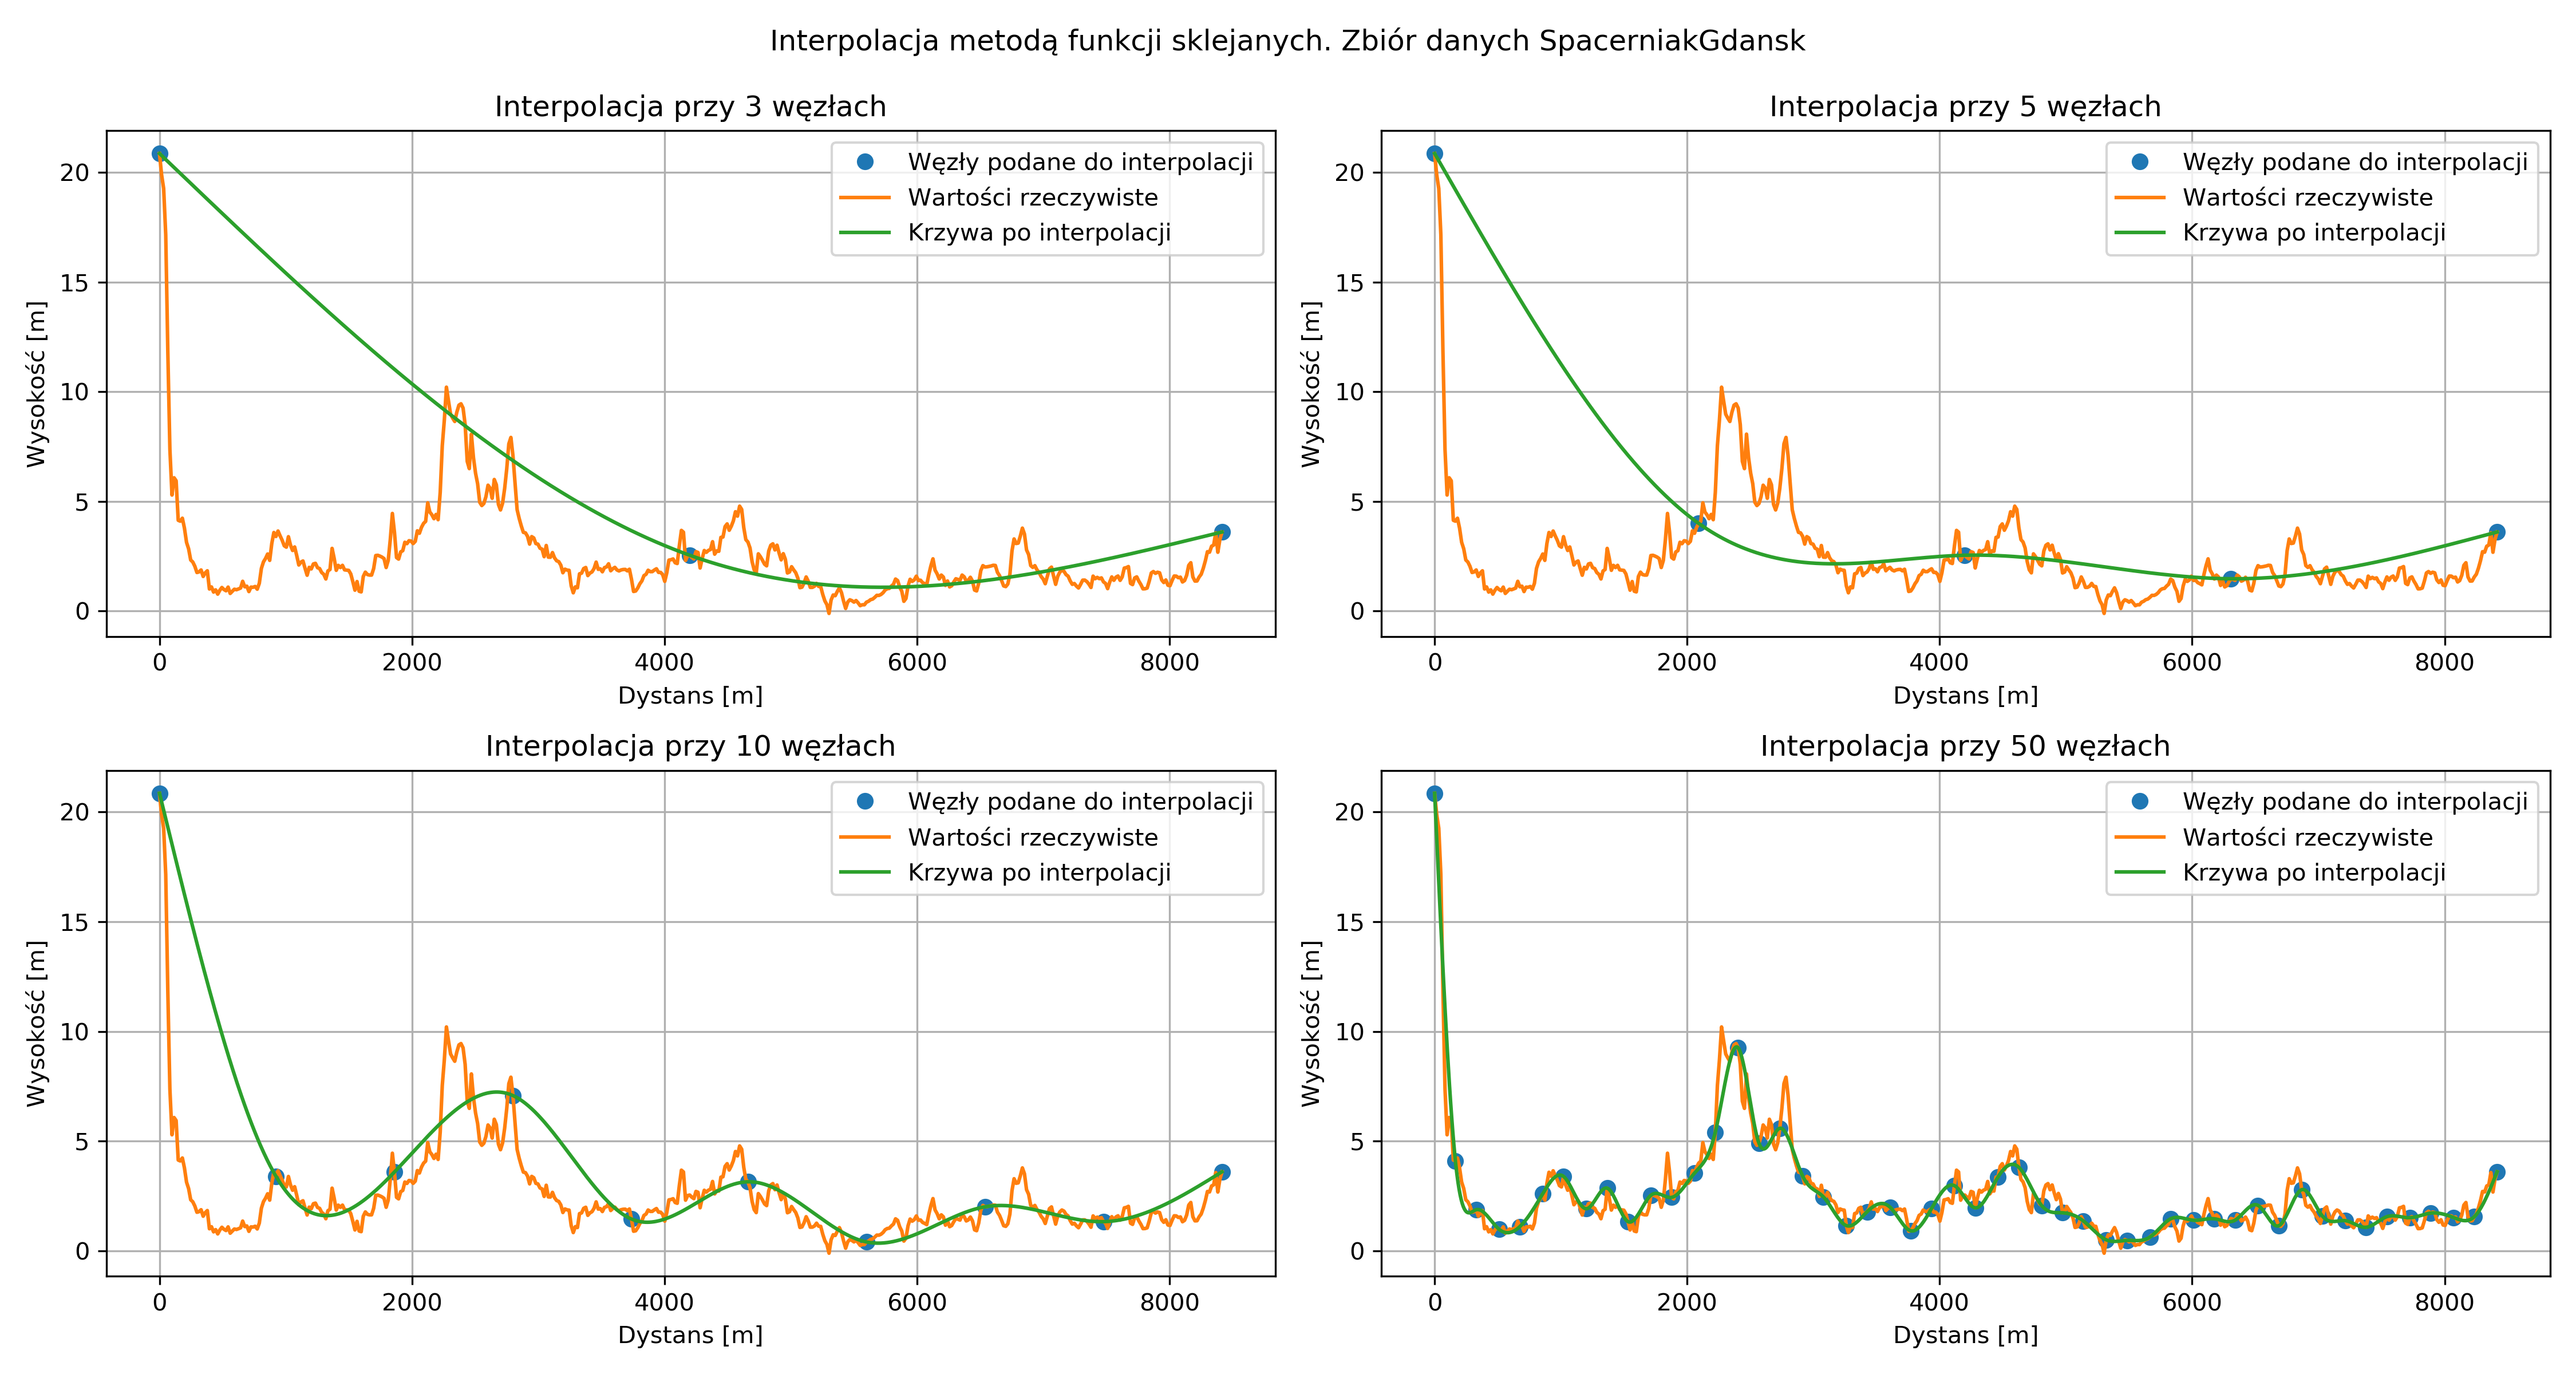 Interpolacja metodą funkcji sklejanych. Zbiór danych SpacerniakGdansk
Interpolacja przy 3 węzłach
Węzły podane do interpolacji
Wartości rzeczywiste
Krzywa po interpolacji
Wysokość [m]
20
15
10
5
0
0 2000 4000 6000 8000
Dystans [m]
Interpolacja przy 5 węzłach
Węzły podane do interpolacji
Wartości rzeczywiste
Krzywa po interpolacji
Wysokość [m]
20
15
10
5
0
0 2000 4000 6000 8000
Dystans [m]
Interpolacja przy 10 węzłach
Węzły podane do interpolacji
Wartości rzeczywiste
Krzywa po interpolacji
Wysokość [m]
20
15
10
5
0
0 2000 4000 6000 8000
Dystans [m]
Interpolacja przy 50 węzłach
Węzły podane do interpolacji
Wartości rzeczywiste
Krzywa po interpolacji
Wysokość [m]
20
15
10
5
0
0 2000 4000 6000 8000
Dystans [m]